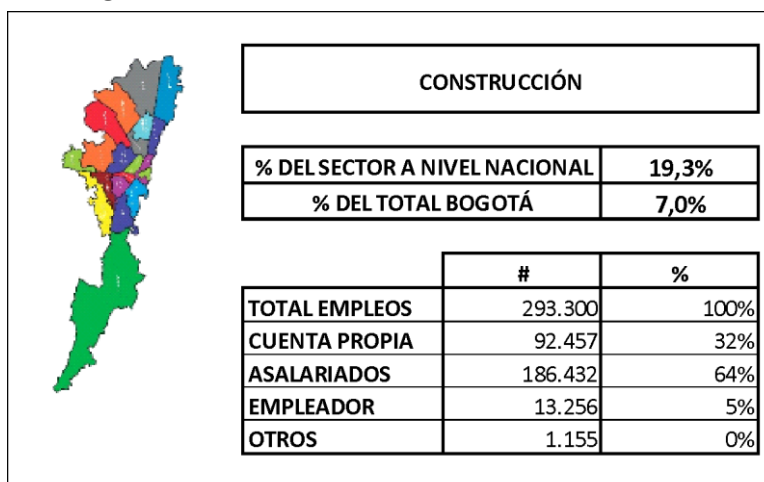 CONSTRUCCIÓN
% DEL SECTOR A NIVEL NACIONAL 19,3%
% DEL TOTAL BOGOTÁ 7,0%
# %
TOTAL EMPLEOS 293.300 100%
CUENTA PROPIA 92.457 32%
ASALARIADOS 186.432 64%
EMPLEADOR 13.256 5%
OTROS 1.155 0%